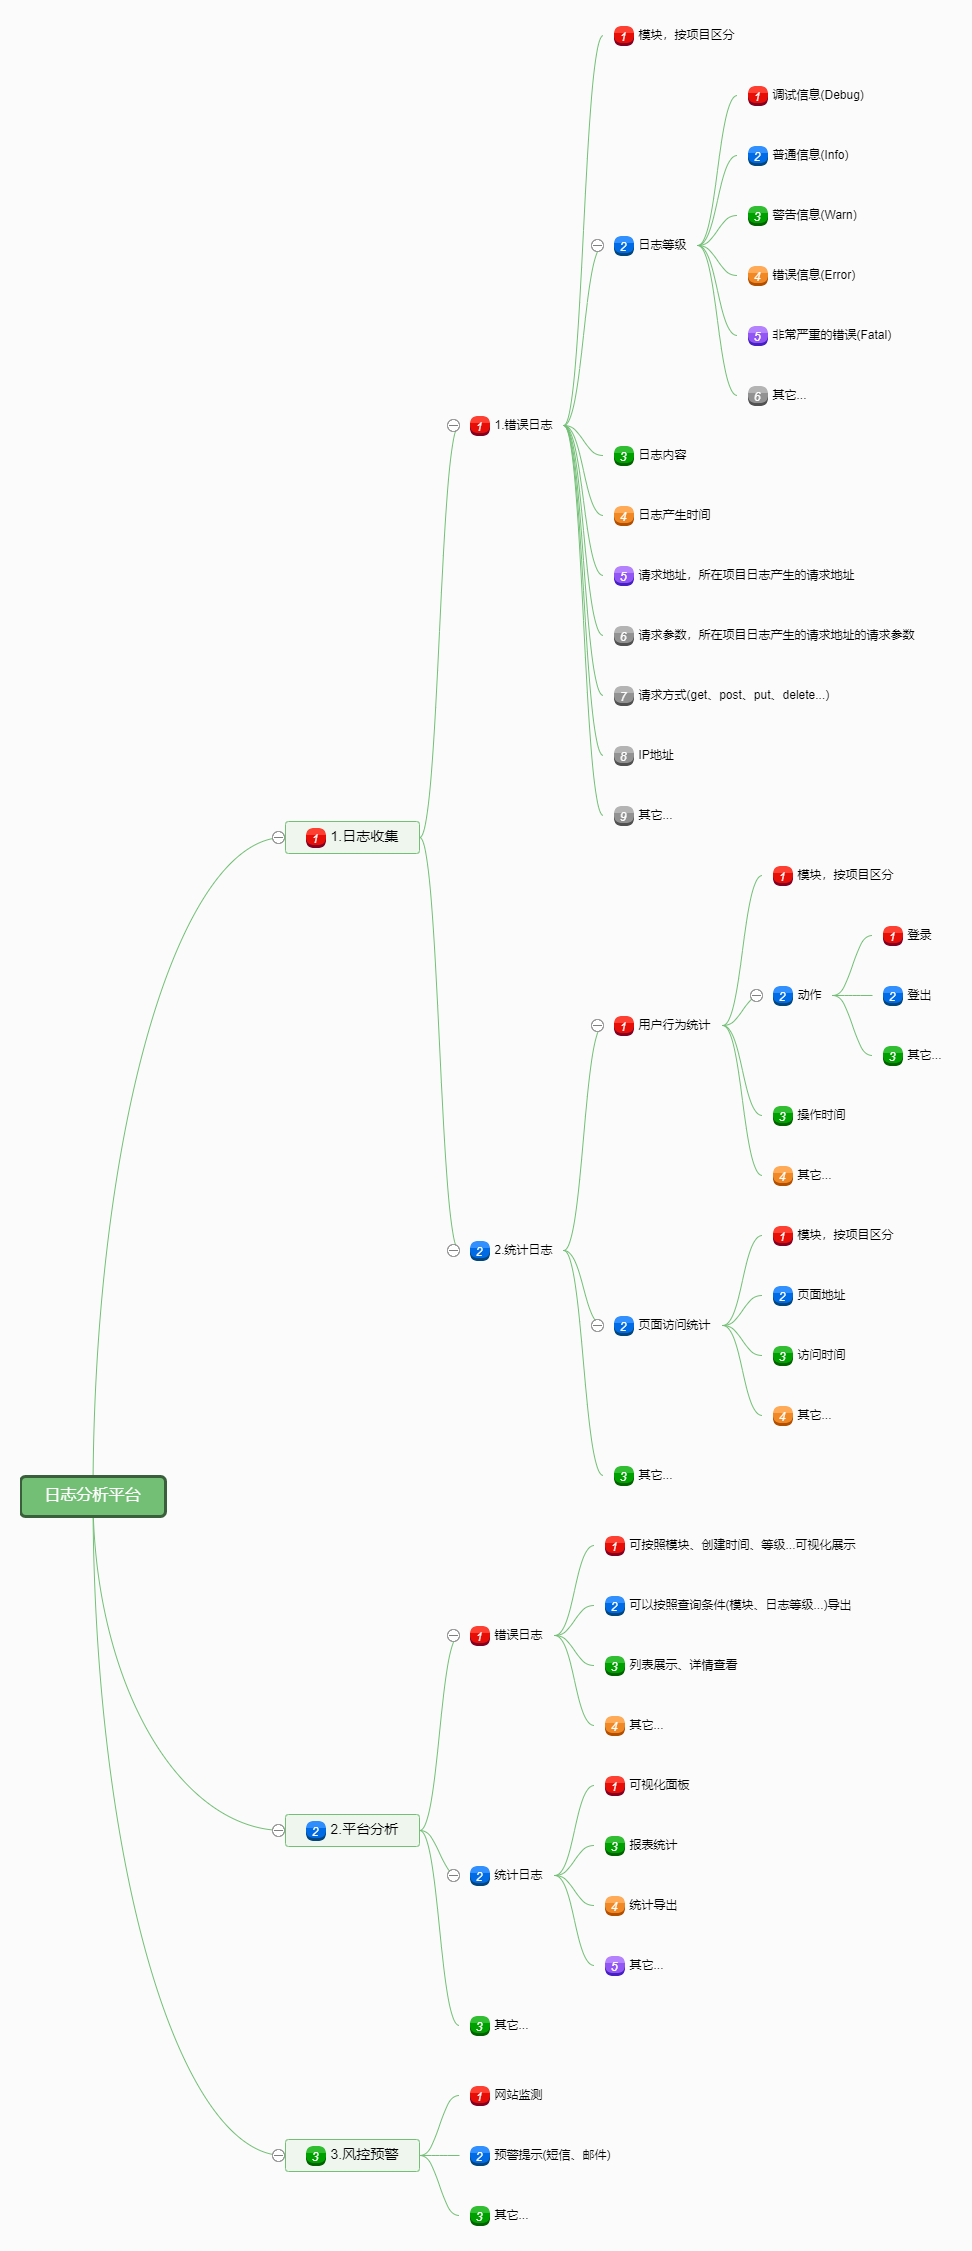 日志分析平台
1 1.日志收集
1 1.错误日志
1 模块，按项目区分
2 日志等级
1 调试信息(Debug)
2 普通信息(Info)
3 警告信息(Warn)
4 错误信息(Error)
5 非常严重的错误(Fatal)
6 其它...
3 日志内容
4 日志产生时间
5 请求地址，所在项目日志产生的请求地址
6 请求参数，所在项目日志产生的请求地址的请求参数
7 请求方式(get、post、put、delete...)
8 IP地址
9 其它...
2 2.统计日志
1 用户行为统计
1 模块，按项目区分
2 动作
1 登录
2 登出
3 其它...
3 操作时间
4 其它...
2 页面访问统计
1 模块，按项目区分
2 页面地址
3 访问时间
4 其它...
3 其它...
2 2.平台分析
1 错误日志
1 可按照模块、创建时间、等级...可视化展示
2 可以按照查询条件(模块、日志等级...)导出
3 列表展示、详情查看
4 其它...
2 统计日志
1 可视化面板
3 报表统计
4 统计导出
5 其它...
3 其它...
3 3.风控预警
1 网站监测
2 预警提示(短信、邮件)
3 其它...